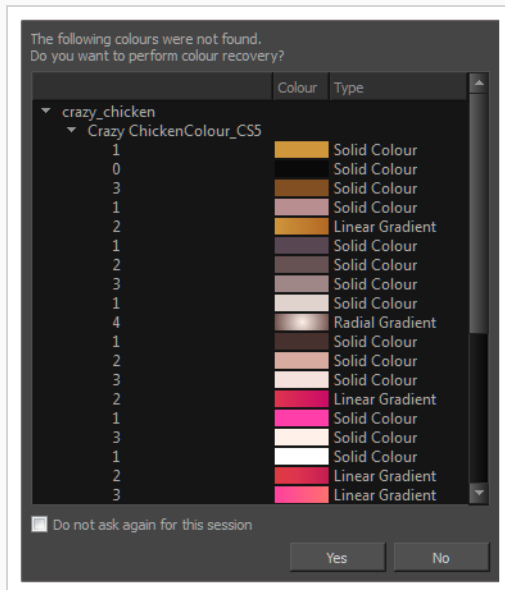 The following colours were not found.
Do you want to perform colour recovery?
Colour Type
crazy_chicken
Crazy ChickenColour_CS5
1 Solid Colour
0 Solid Colour
3 Solid Colour
1 Solid Colour
2 Linear Gradient
1 Solid Colour
2 Solid Colour
3 Solid Colour
1 Solid Colour
4 Radial Gradient
1 Solid Colour
2 Solid Colour
3 Solid Colour
2 Linear Gradient
1 Solid Colour
3 Solid Colour
1 Solid Colour
2 Linear Gradient
3 Linear Gradient
Do not ask again for this session
Yes No